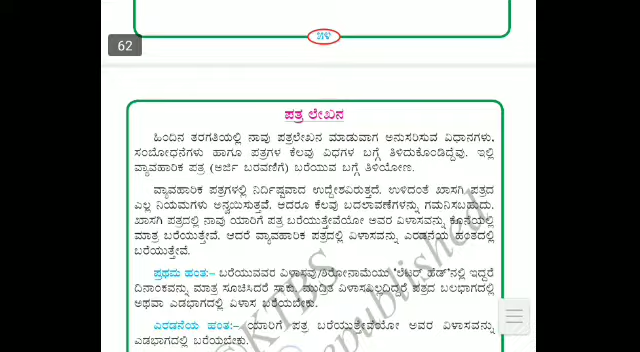 ೫೪
62
ಪತ್ರ ಲೇಖನ
ಹಿಂದಿನ ತರಗತಿಯಲ್ಲಿ ನಾವು ಪತ್ರಲೇಖನ ಮಾಡುವಾಗ ಅನುಸರಿಸುವ ವಿಧಾನಗಳು,
ಸಂಬೋಧನೆಗಳು ಹಾಗೂ ಪತ್ರಗಳ ಕೆಲವು ವಿಧಗಳ ಬಗ್ಗೆ ತಿಳಿದುಕೊಂಡಿದ್ದೆವು. ಇಲ್ಲಿ
ವ್ಯಾವಹಾರಿಕ ಪತ್ರ (ಅರ್ಜಿ ಬರವಣಿಗೆ) ಬರೆಯುವ ಬಗ್ಗೆ ತಿಳಿಯೋಣ.
ವ್ಯಾವಹಾರಿಕ ಪತ್ರಗಳಲ್ಲಿ ನಿರ್ದಿಷ್ಟವಾದ ಉದ್ದೇಶವಿರುತ್ತದೆ. ಉಳಿದಂತೆ ಖಾಸಗಿ ಪತ್ರದ
ಎಲ್ಲ ನಿಯಮಗಳು ಅನ್ವಯಿಸುತ್ತವೆ. ಆದರೂ ಕೆಲವು ಬದಲಾವಣೆಗಳನ್ನು ಗಮನಿಸಬಹುದು.
ಖಾಸಗಿ ಪತ್ರದಲ್ಲಿ ನಾವು ಯಾರಿಗೆ ಪತ್ರ ಬರೆಯುತ್ತೇವೆಯೋ ಅವರ ವಿಳಾಸವನ್ನು ಕೊನೆಯಲ್ಲಿ
ಮಾತ್ರ ಬರೆಯುತ್ತೇವೆ. ಆದರೆ ವ್ಯಾವಹಾರಿಕ ಪತ್ರದಲ್ಲಿ ವಿಳಾಸವನ್ನು ಎರಡನೆಯ ಹಂತದಲ್ಲಿ
ಬರೆಯುತ್ತೇವೆ.
ಪ್ರಥಮ ಹಂತ:– ಬರೆಯುವವರ ವಿಳಾಸವು/ಶಿರೋನಾಮೆಯು 'ಲೆಟರ್ ಹೆಡ್'ನಲ್ಲಿ ಇದ್ದರೆ
ದಿನಾಂಕವನ್ನು ಮಾತ್ರ ಸೂಚಿಸಿದರೆ ಸಾಕು. ಮುದ್ರಿತ ವಿಳಾಸವಿಲ್ಲದಿದ್ದರೆ ಪತ್ರದ ಬಲಭಾಗದಲ್ಲಿ
ಅಥವಾ ಎಡಭಾಗದಲ್ಲಿ ವಿಳಾಸ ಬರೆಯಬೇಕು.
ಎರಡನೆಯ ಹಂತ:– ಯಾರಿಗೆ ಪತ್ರ ಬರೆಯುತ್ತೇವೆಯೋ ಅವರ ವಿಳಾಸವನ್ನು
ಎಡಭಾಗದಲ್ಲಿ ಬರೆಯಬೇಕು.
©KTBS
republished